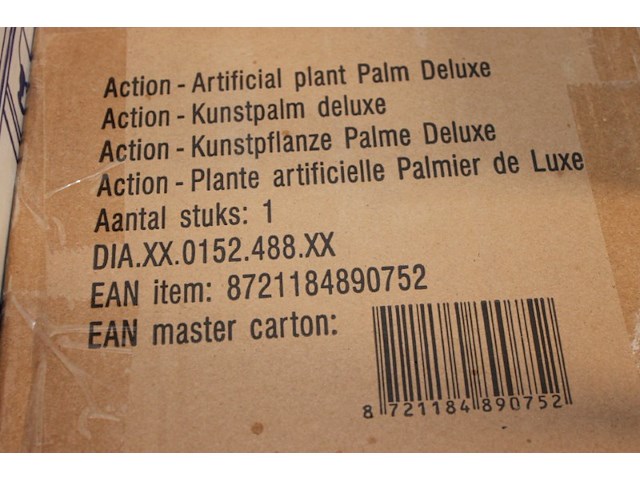 Action - Artificial plant Palm Deluxe
Action - Kunstpalm deluxe
Action - Kunstpflanze Palme Deluxe
Action - Plante artificielle Palmier de Luxe
Aantal stuks: 1
DIA.XX.0152.488.XX
EAN item: 8721184890752
EAN master carton:
8 721184 890752